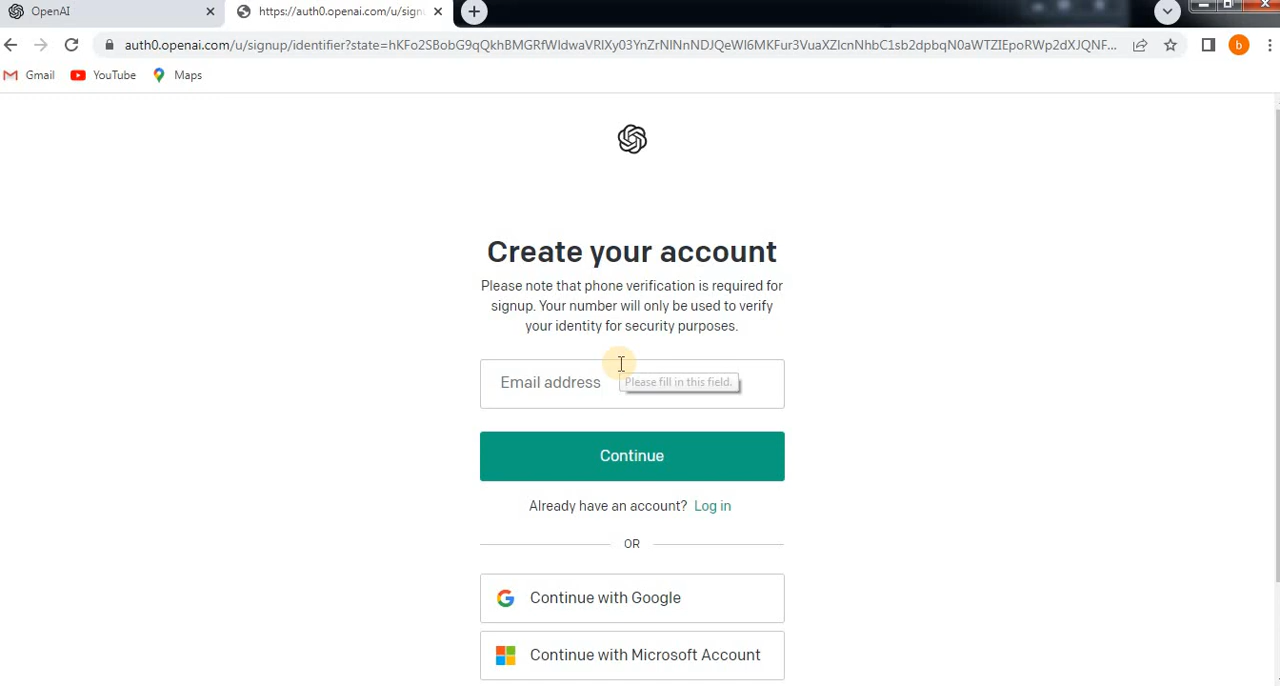 OpenAI
https://auth0.openai.com/u/sign
auth0.openai.com/u/signup/identifier?state=hKFo2SBobG9qQkhBMGRfWldwaVRlXy03YnZrNlNnNDJQeWl6MKFur3VuaXZlcnNhbC1sb2dpbqN0aWTZIEpoRWp2dXJQNF...
b
Gmail
YouTube
Maps
Create your account
Please note that phone verification is required for
signup. Your number will only be used to verify
your identity for security purposes.
Email address
Please fill in this field.
Continue
Already have an account? Log in
OR
Continue with Google
Continue with Microsoft Account